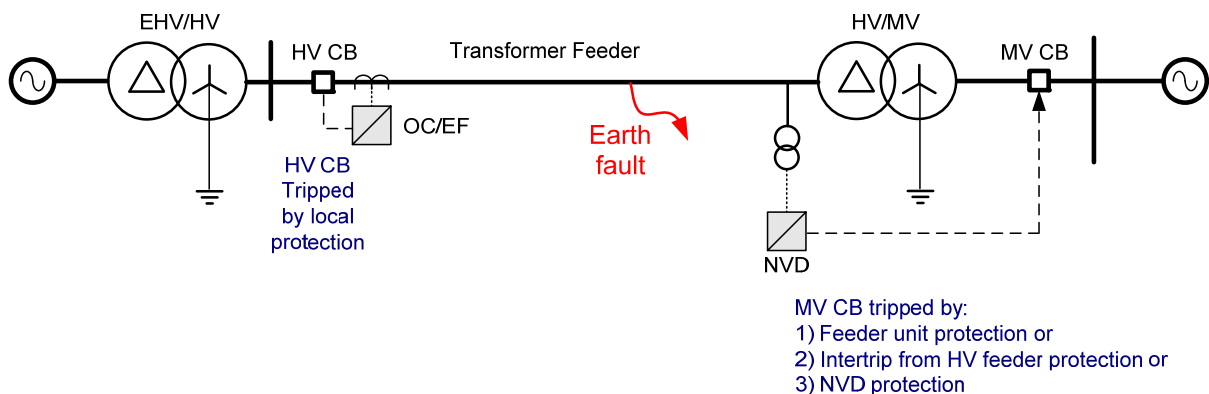 EHV/HV
HV CB
Transformer Feeder
HV/MV
MV CB
OC/EF
Earth
fault
HV CB
Tripped
by local
protection
NVD
MV CB tripped by:
1) Feeder unit protection or
2) Intertrip from HV feeder protection or
3) NVD protection